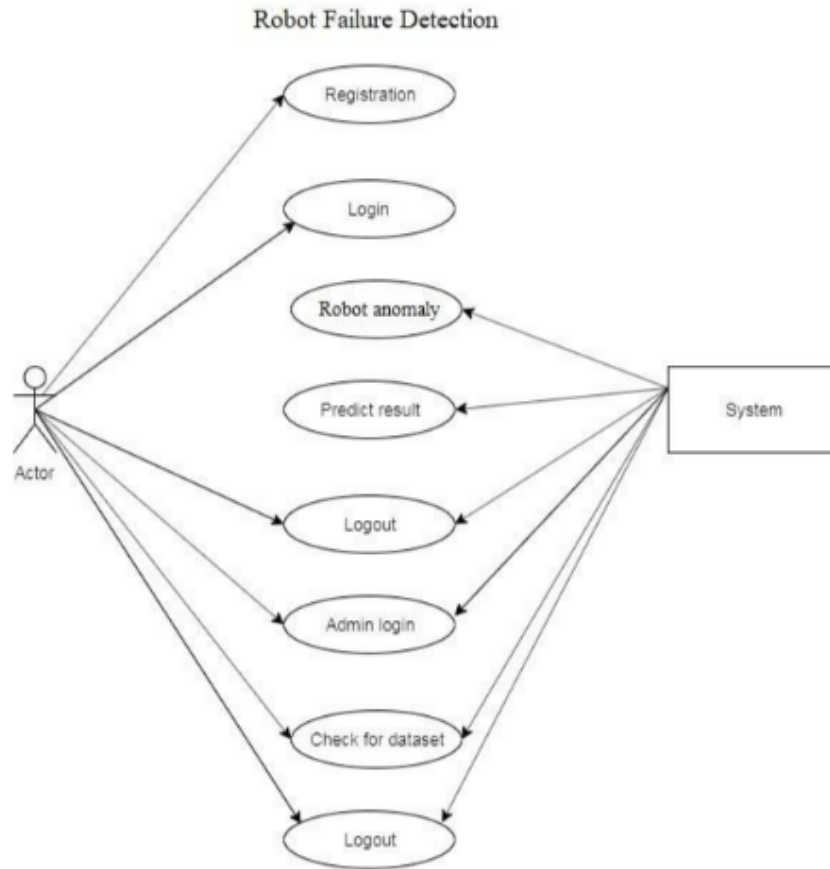 Robot Failure Detection
Registration
Login
Robot anomaly
Predict result
System
Actor
Logout
Admin login
Check for dataset
Logout